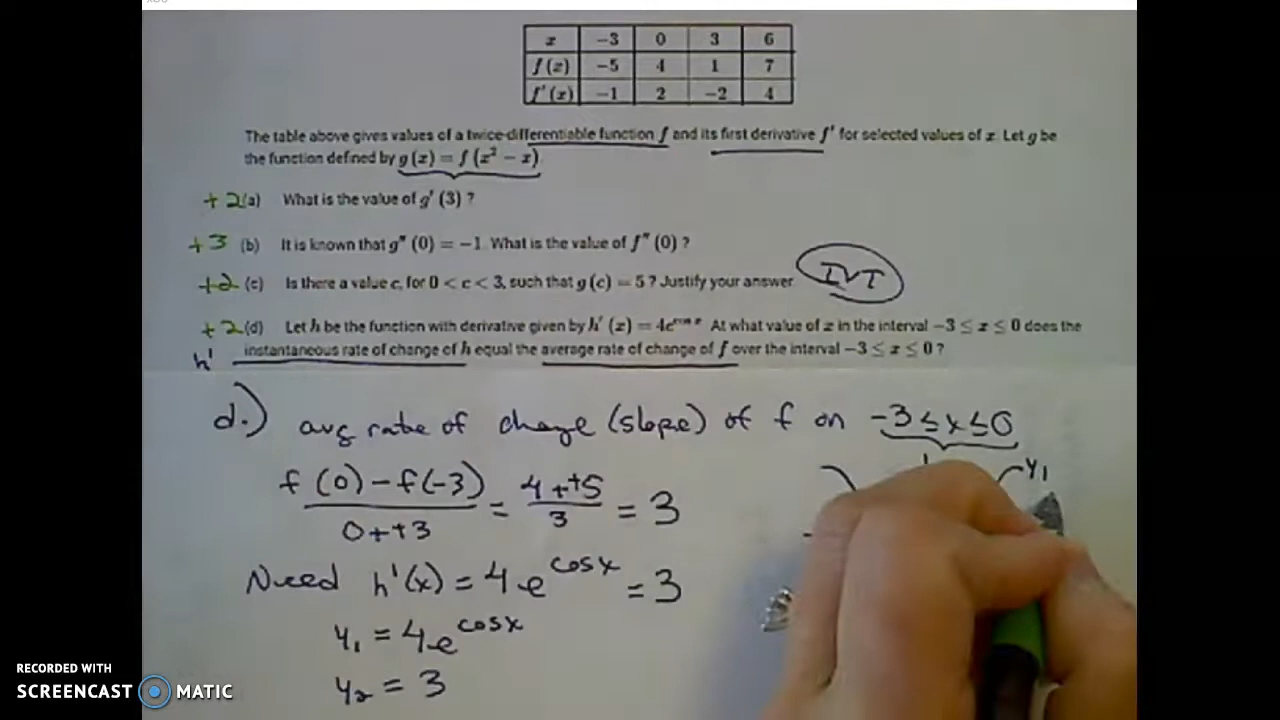 x −3 0 3 6
f(x) −5 4 1 7
f'(x) −1 2 −2 4
The table above gives values of a twice-differentiable function f and its first derivative f' for selected values of x. Let g be
the function defined by g(x) = f(x² − x)
+2(a) What is the value of g'(3) ?
+3 (b) It is known that g"(0) = −1. What is the value of f"(0) ?
+2 (c) Is there a value c, for 0 < c < 3, such that g(c) = 5 ? Justify your answer. IVT
+2(d) Let h be the function with derivative given by h'(x) = 4e^cos x. At what value of x in the interval −3 ≤ x ≤ 0 does the
h' instantaneous rate of change of h equal the average rate of change of f over the interval −3 ≤ x ≤ 0 ?
d.) avg rate of change (slope) of f on -3≤x≤0
f(0) - f(-3) / 0++3 = 4++5 / 3 = 3
y₁
Need h'(x) = 4e^cosx = 3
y₁ = 4e^cosx
y₂ = 3
RECORDED WITH
SCREENCAST MATIC